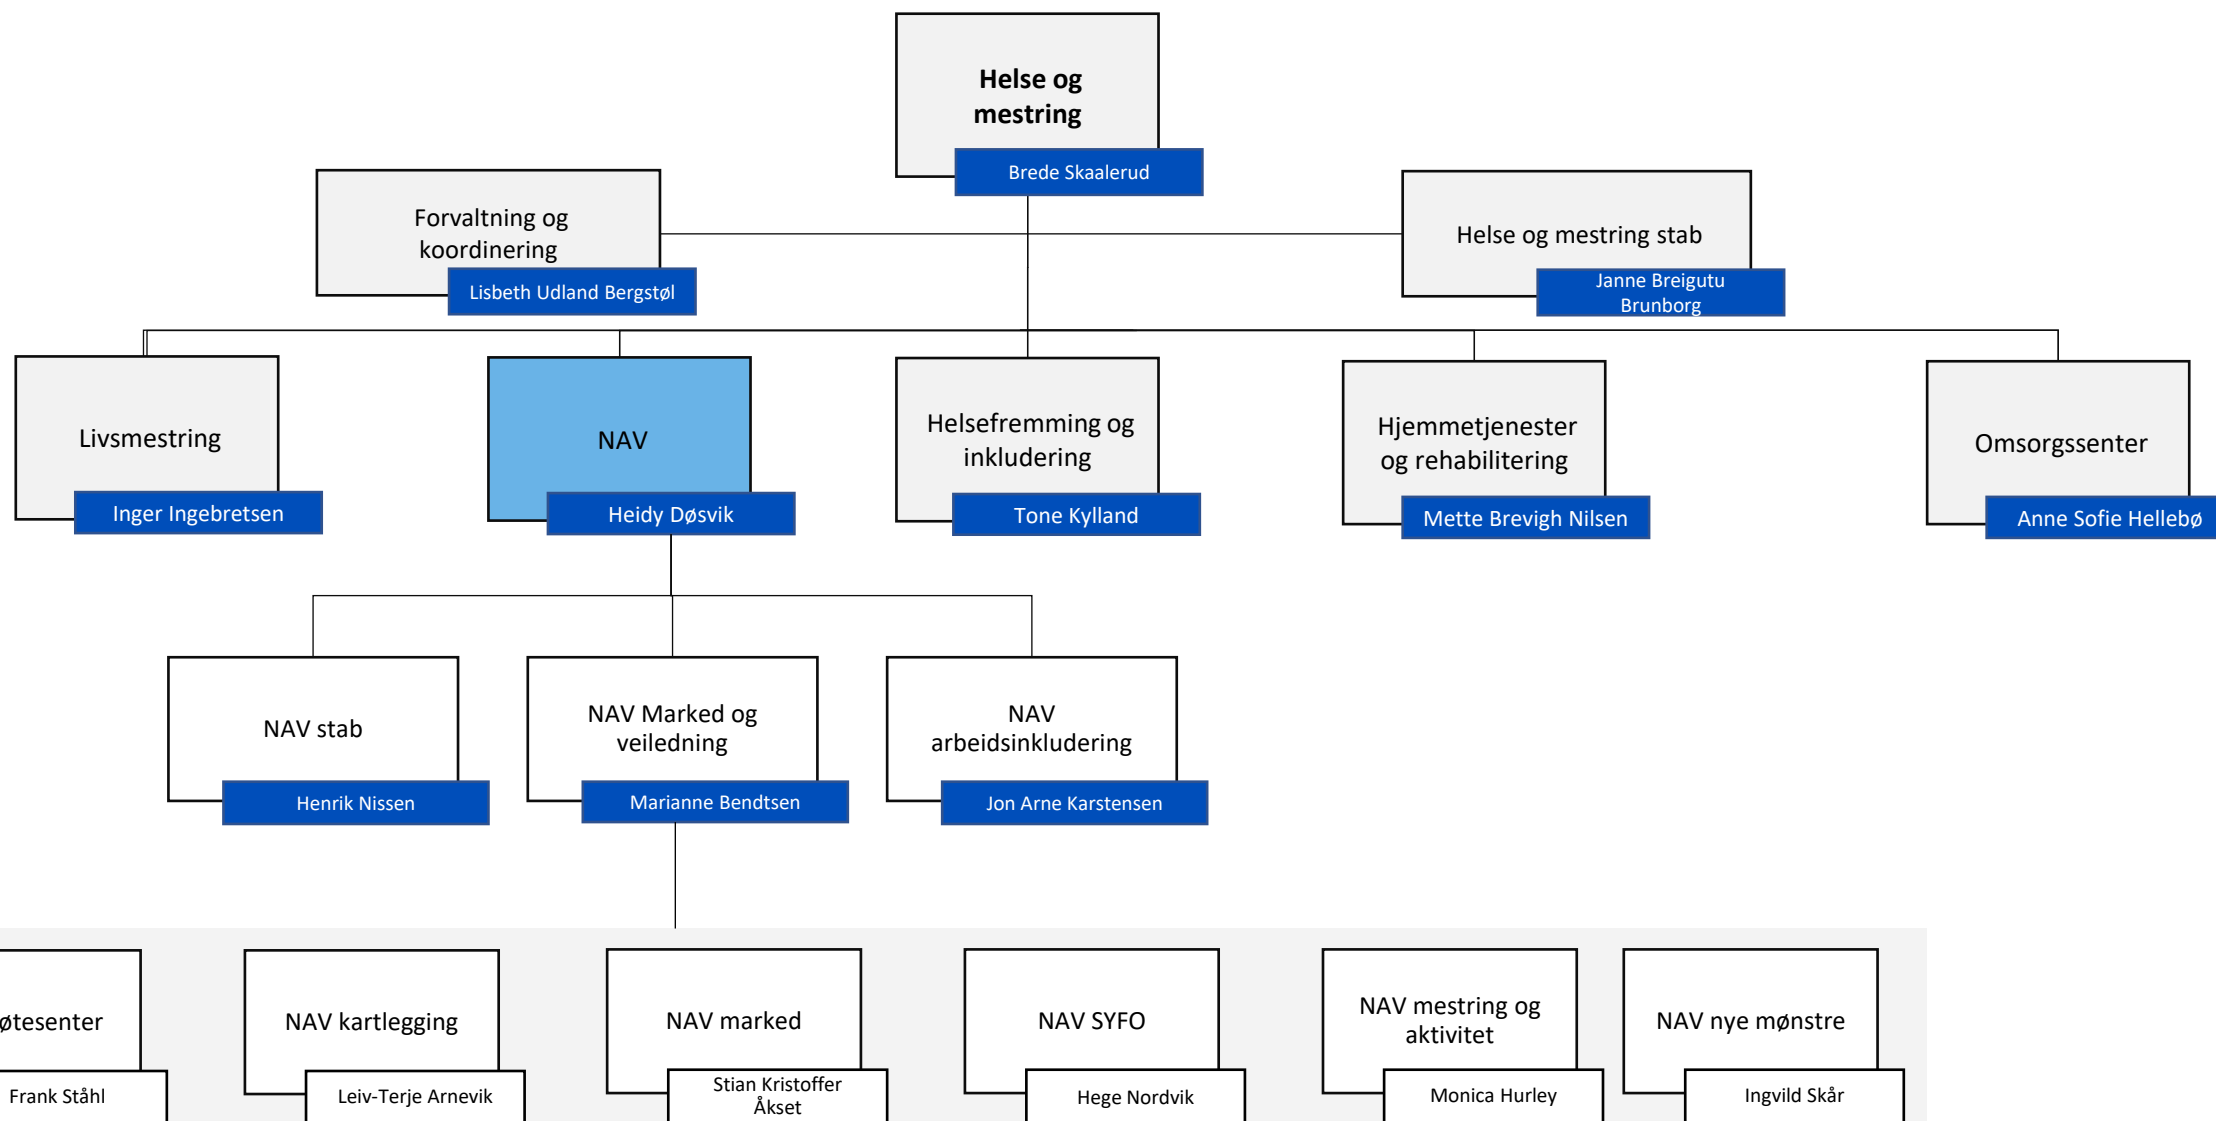 Helse og
mestring
Brede Skaalerud
Forvaltning og
koordinering
Lisbeth Udland Bergstøl
Helse og mestring stab
Janne Breigutu
Brunborg
Livsmestring
Inger Ingebretsen
NAV
Heidy Døsvik
Helsefremming og
inkludering
Tone Kylland
Hjemmetjenester
og rehabilitering
Mette Brevigh Nilsen
Omsorgssenter
Anne Sofie Hellebø
NAV stab
Henrik Nissen
NAV Marked og
veiledning
Marianne Bendtsen
NAV
arbeidsinkludering
Jon Arne Karstensen
Frank Ståhl
NAV kartlegging
Leiv-Terje Arnevik
NAV marked
Stian Kristoffer
Åkset
NAV SYFO
Hege Nordvik
NAV mestring og
aktivitet
Monica Hurley
NAV nye mønstre
Ingvild Skår